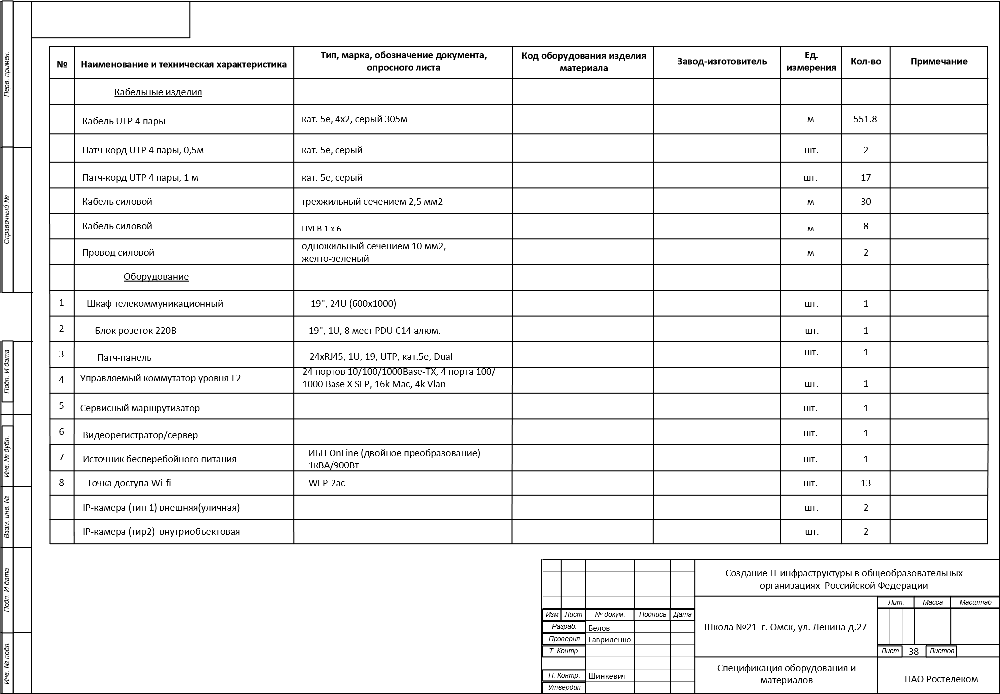 Перв. примен.
Справочный №
Подп. И дата
Инв. № дубл.
Взам. инв. №
Подп. И дата
Инв. № подл.
№ Наименование и техническая характеристика Тип, марка, обозначение документа, опросного листа Код оборудования изделия материала Завод-изготовитель Ед. измерения Кол-во Примечание
Кабельные изделия
Кабель UTP 4 пары кат. 5е, 4х2, серый 305м м 551.8
Патч-корд UTP 4 пары, 0,5м кат. 5е, серый шт. 2
Патч-корд UTP 4 пары, 1 м кат. 5е, серый шт. 17
Кабель силовой трехжильный сечением 2,5 мм2 м 30
Кабель силовой ПУГВ 1 х 6 м 8
Провод силовой одножильный сечением 10 мм2, желто-зеленый м 2
Оборудование
1 Шкаф телекоммуникационный 19", 24U (600х1000) шт. 1
2 Блок розеток 220В 19", 1U, 8 мест PDU C14 алюм. шт. 1
3 Патч-панель 24xRJ45, 1U, 19, UTP, кат.5е, Dual шт. 1
4 Управляемый коммутатор уровня L2 24 портов 10/100/1000Base-TX, 4 порта 100/ 1000 Base X SFP, 16k Mac, 4k Vlan шт. 1
5 Сервисный маршрутизатор шт. 1
6 Видеорегистратор/сервер шт. 1
7 Источник бесперебойного питания ИБП OnLine (двойное преобразование) 1кВА/900Вт шт. 1
8 Точка доступа Wi-fi WEP-2ac шт. 13
IP-камера (тип 1) внешняя(уличная) шт. 2
IP-камера (тир2) внутриобъектовая шт. 2
Создание IT инфраструктуры в общеобразовательных
организациях Российской Федерации
Изм Лист № докум. Подпись Дата
Разраб. Белов
Проверил Гавриленко
Т. Контр.
Н. Контр. Шинкевич
Утвердил
Школа №21 г. Омск, ул. Ленина д.27
Лит. Масса Масштаб
Лист 38 Листов
Спецификация оборудования и
материалов
ПАО Ростелеком